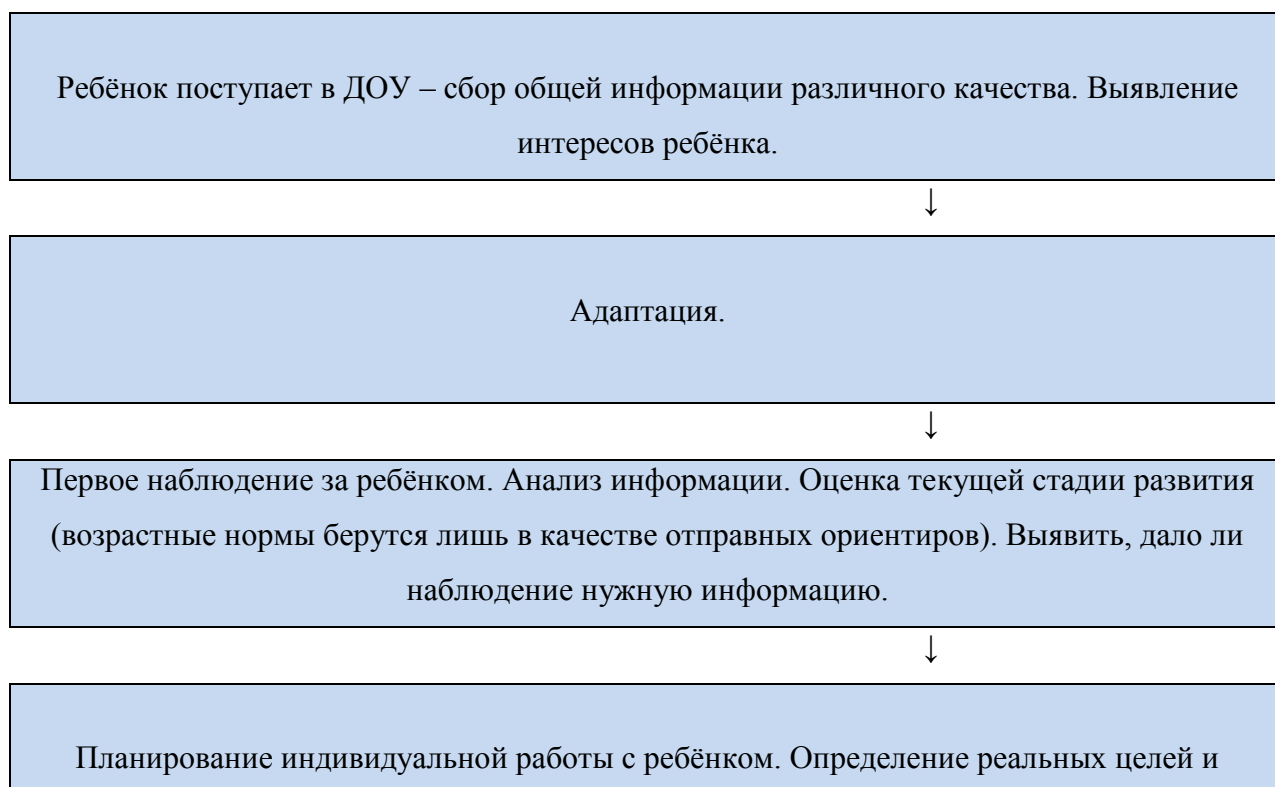 Ребёнок поступает в ДОУ – сбор общей информации различного качества. Выявление
интересов ребёнка.
↓
Адаптация.
↓
Первое наблюдение за ребёнком. Анализ информации. Оценка текущей стадии развития
(возрастные нормы берутся лишь в качестве отправных ориентиров). Выявить, дало ли
наблюдение нужную информацию.
↓
Планирование индивидуальной работы с ребёнком. Определение реальных целей и